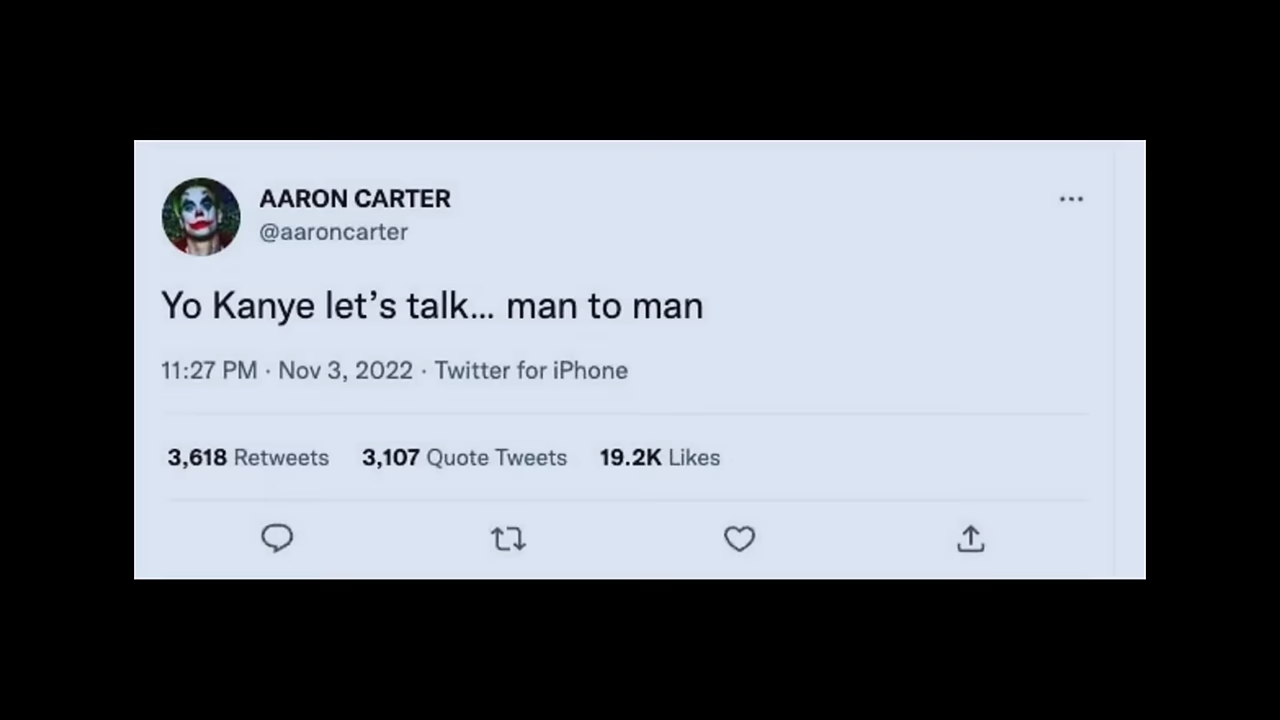 AARON CARTER
@aaroncarter
Yo Kanye let’s talk... man to man
11:27 PM · Nov 3, 2022 · Twitter for iPhone
3,618 Retweets 3,107 Quote Tweets 19.2K Likes